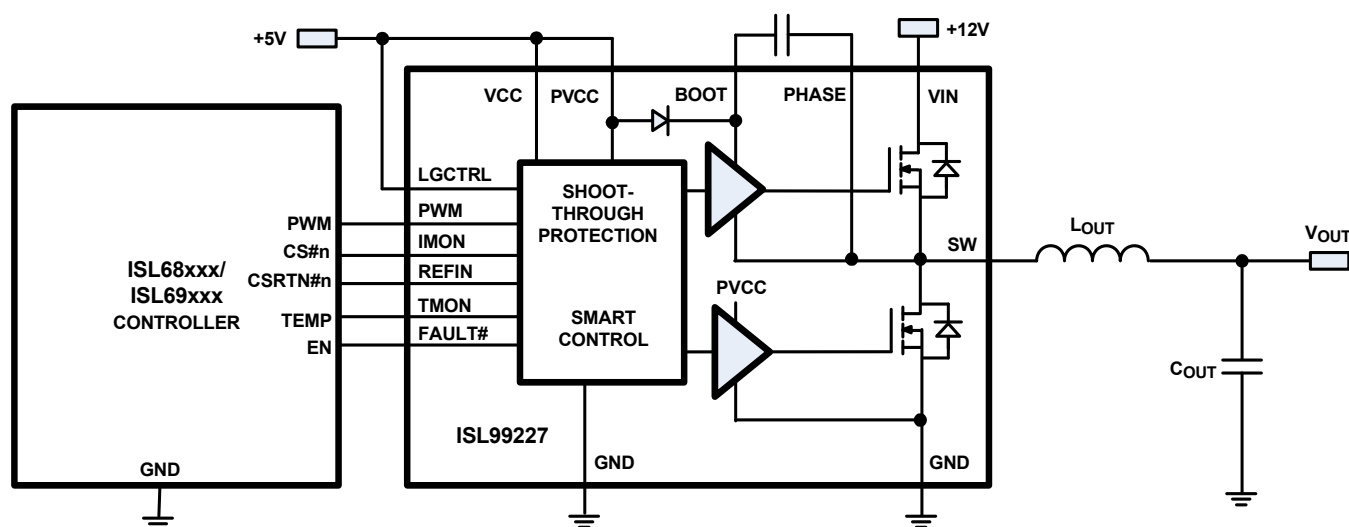 +5V
+12V
VCC
PVCC
BOOT
PHASE
VIN
LGCTRL
PWM
IMON
REFIN
TMON
FAULT#
SHOOT-
THROUGH
PROTECTION
SMART
CONTROL
PWM
CS#n
CSRTN#n
TEMP
EN
ISL68xxx/
ISL69xxx
CONTROLLER
GND
PVCC
SW
LOUT
VOUT
COUT
ISL99227
GND
GND